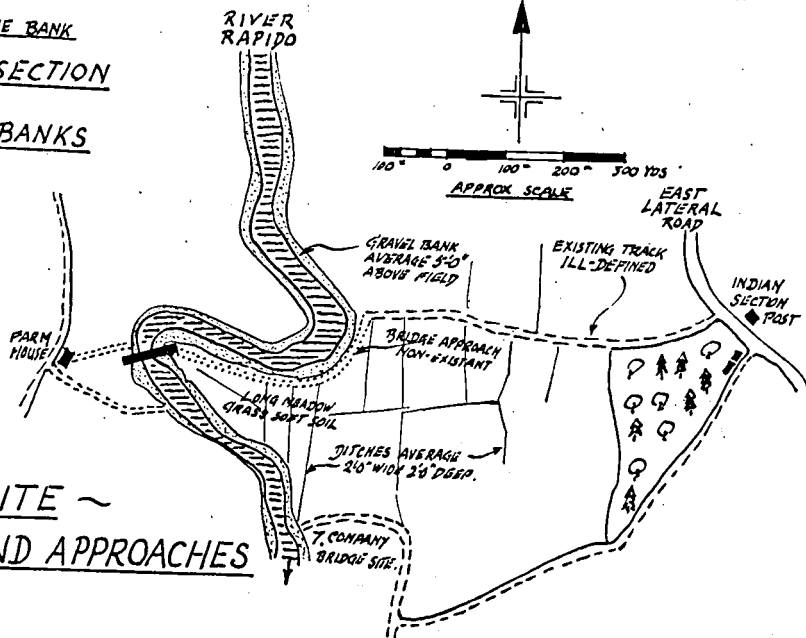 E BANK
SECTION
BANKS
RIVER
RAPIDO
100'' 0 100'' 200'' 300 YDS
APPROX SCALE
EAST
LATERAL
ROAD
GRAVEL BANK
AVERAGE 5'-0"
ABOVE FIELD
EXISTING TRACK
ILL-DEFINED
INDIAN
SECTION
POST
FARM
HOUSE
BRIDGE APPROACH
NON-EXISTANT
LONG MEADOW
GRASS SOFT SOIL
DITCHES AVERAGE
2'0" WIDE 2'0" DEEP.
7. COMPANY
BRIDGE SITE.
ITE ~
ND APPROACHES